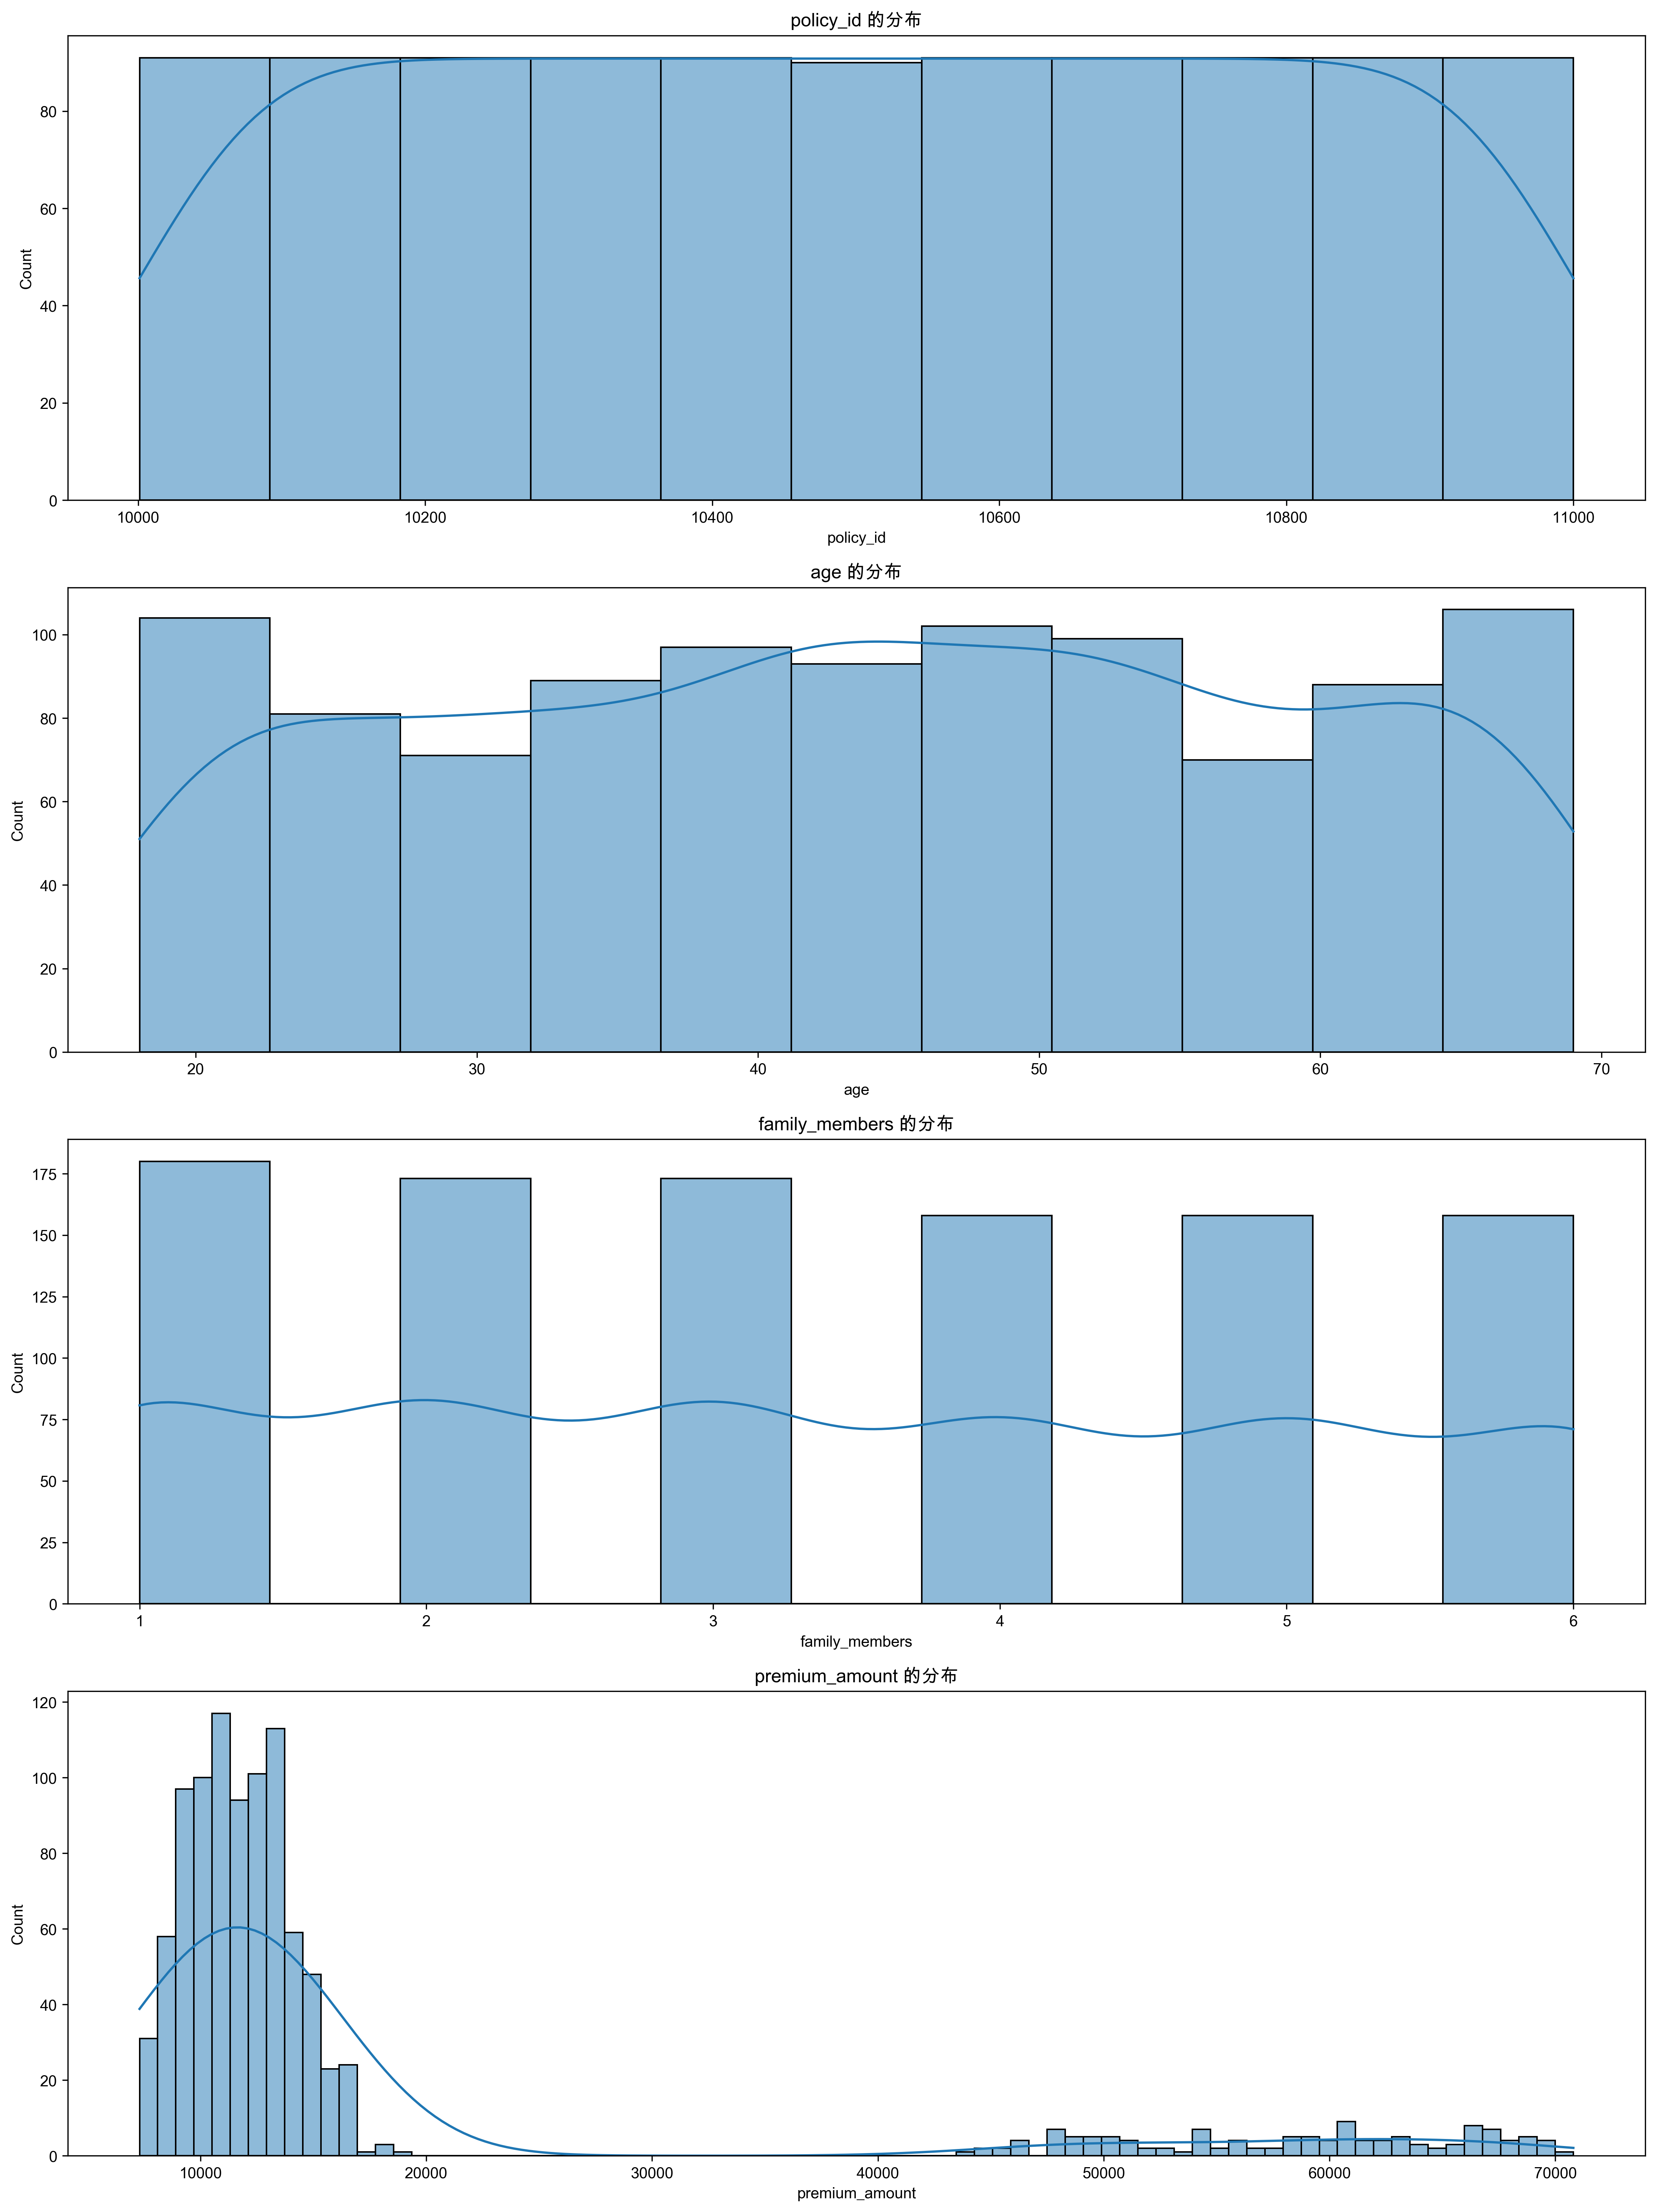 policy_id 的分布
80
60
40
20
0
Count
10000 10200 10400 10600 10800 11000
policy_id
age 的分布
100
80
60
40
20
0
Count
20 30 40 50 60 70
age
family_members 的分布
175
150
125
100
75
50
25
0
Count
1 2 3 4 5 6
family_members
premium_amount 的分布
120
100
80
60
40
20
0
Count
10000 20000 30000 40000 50000 60000 70000
premium_amount